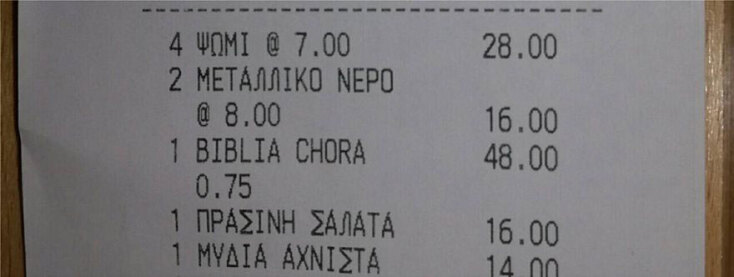 4 ΨΩΜΙ @ 7.00 28.00
2 ΜΕΤΑΛΛΙΚΟ ΝΕΡΟ
@ 8.00 16.00
1 BIBLIA CHORA 48.00
0.75
1 ΠΡΑΣΙΝΗ ΣΑΛΑΤΑ 16.00
1 ΜΥΔΙΑ ΑΧΝΙΣΤΑ 14.00